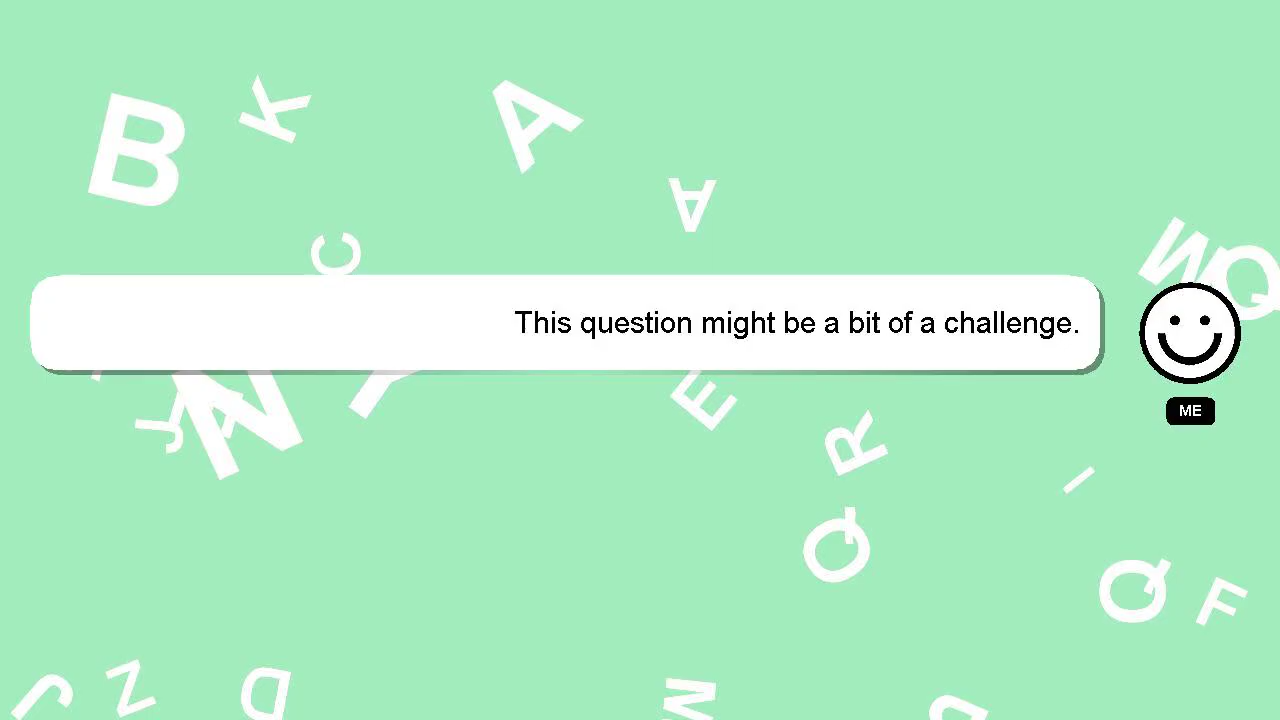 B
K
A
A
C
M
Q
This question might be a bit of a challenge.
ME
J
A
N
Y
E
R
I
Q
Q
F
J
Z
D
M